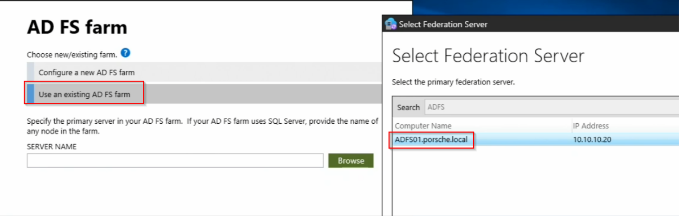 AD FS farm
Choose new/existing farm. ?
Configure a new AD FS farm
Use an existing AD FS farm
Specify the primary server in your AD FS farm. If your AD FS farm uses SQL Server, provide the name of
any node in the farm.
SERVER NAME
Browse
Select Federation Server
Select Federation Server
Select the primary federation server.
Search ADFS
Computer Name IP Address
ADFS01.porsche.local 10.10.10.20